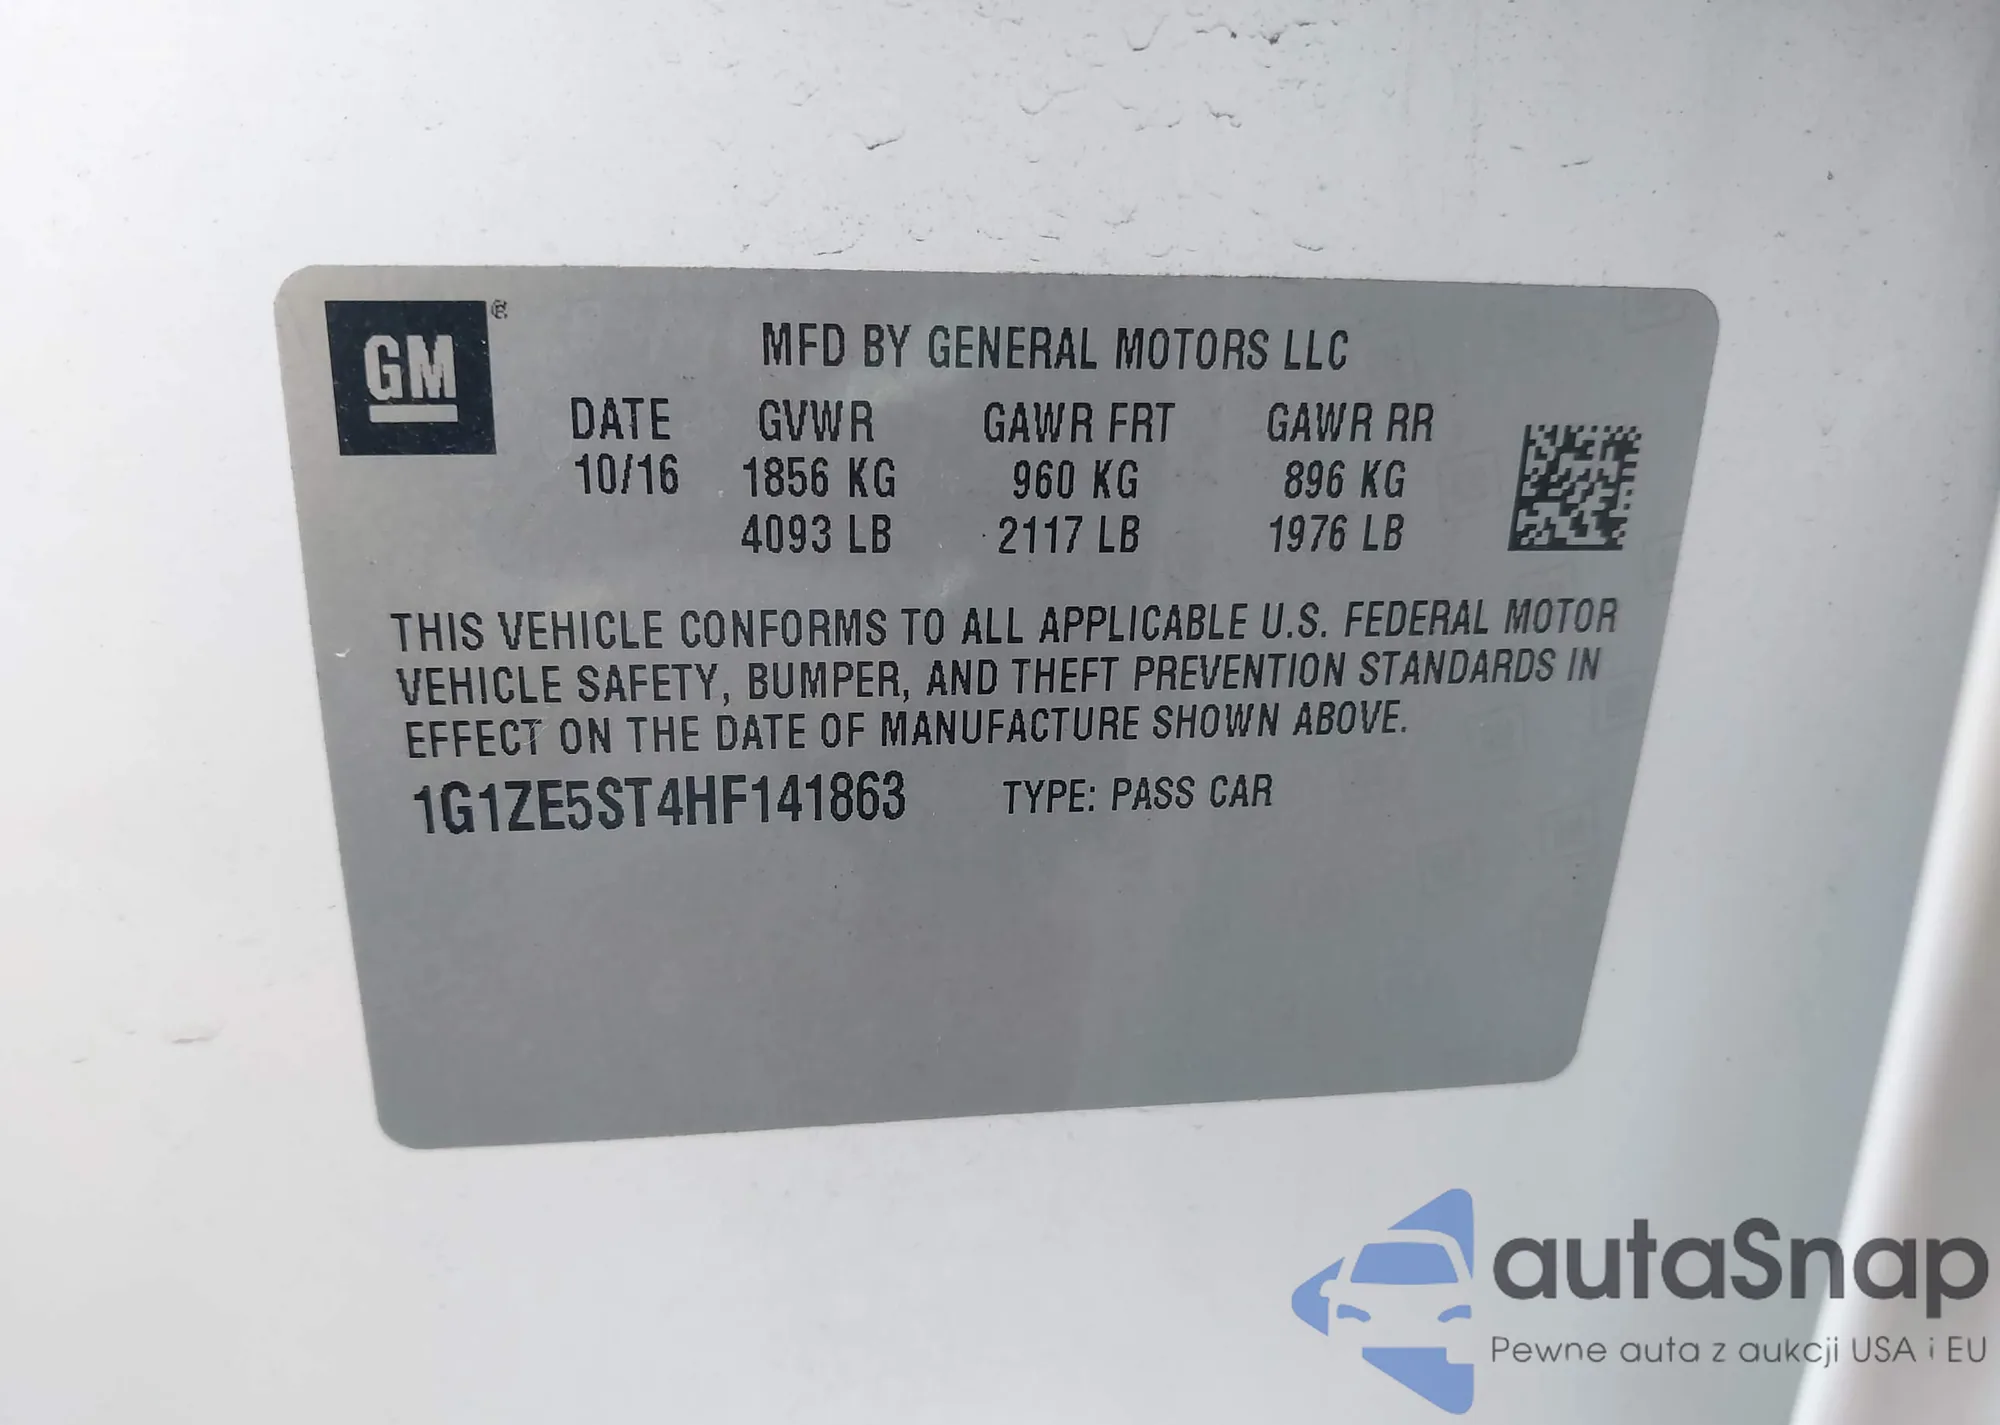 GM ®
MFD BY GENERAL MOTORS LLC
DATE GVWR GAWR FRT GAWR RR
10/16 1856 KG 960 KG 896 KG
4093 LB 2117 LB 1976 LB
THIS VEHICLE CONFORMS TO ALL APPLICABLE U.S. FEDERAL MOTOR
VEHICLE SAFETY, BUMPER, AND THEFT PREVENTION STANDARDS IN
EFFECT ON THE DATE OF MANUFACTURE SHOWN ABOVE.
1G1ZE5ST4HF141863 TYPE: PASS CAR
autaSnap
Pewne auta z aukcji USA i EU